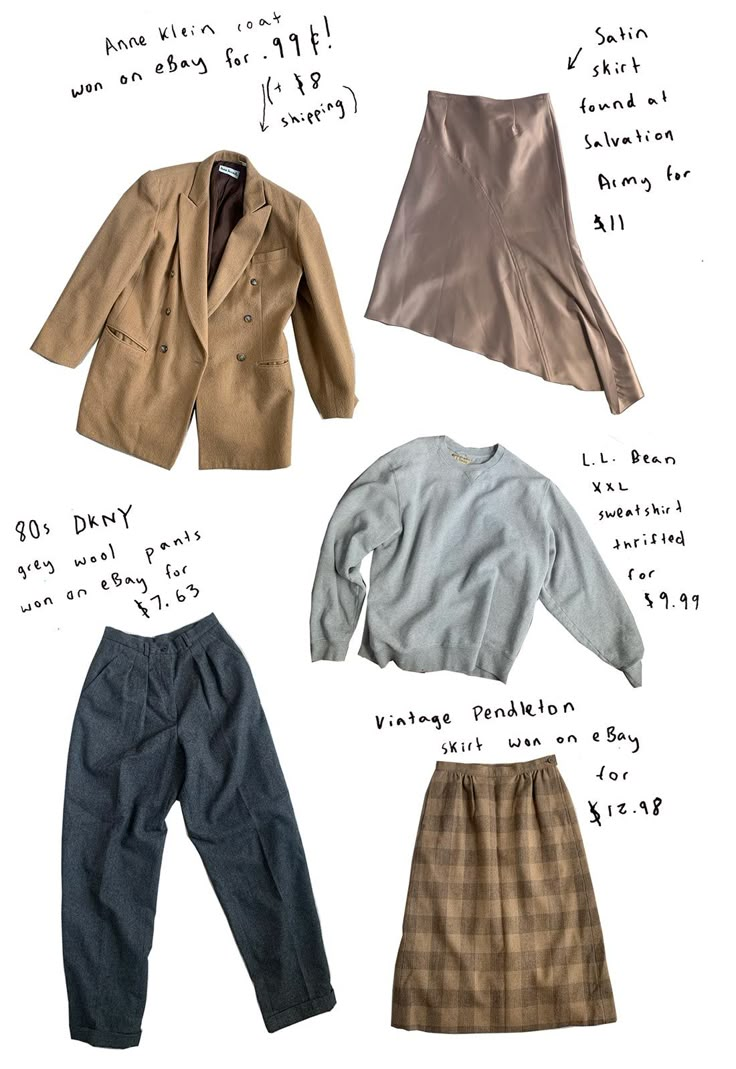 Anne Klein coat
won on eBay for .99¢!
(+ $8
shipping)
Satin
skirt
found at
Salvation
Army for
$11
L.L. Bean
XXL
sweatshirt
thrifted
for
$9.99
80s DKNY
grey wool pants
won on eBay for
$7.63
Vintage Pendleton
skirt won on eBay
for
$12.98